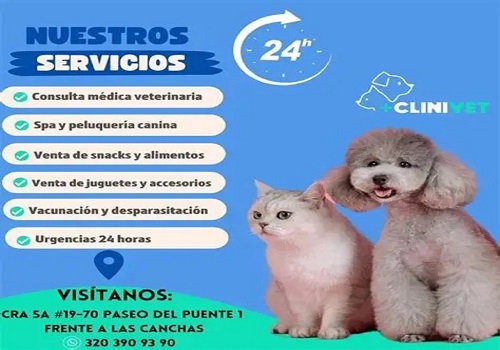 NUESTROS
SERVICIOS
24h
+CLINIVET
Consulta médica veterinaria
Spa y peluquería canina
Venta de snacks y alimentos
Venta de juguetes y accesorios
Vacunación y desparasitación
Urgencias 24 horas
VISÍTANOS:
CRA 5A #19-70 PASEO DEL PUENTE 1
FRENTE A LAS CANCHAS
320 390 93 90